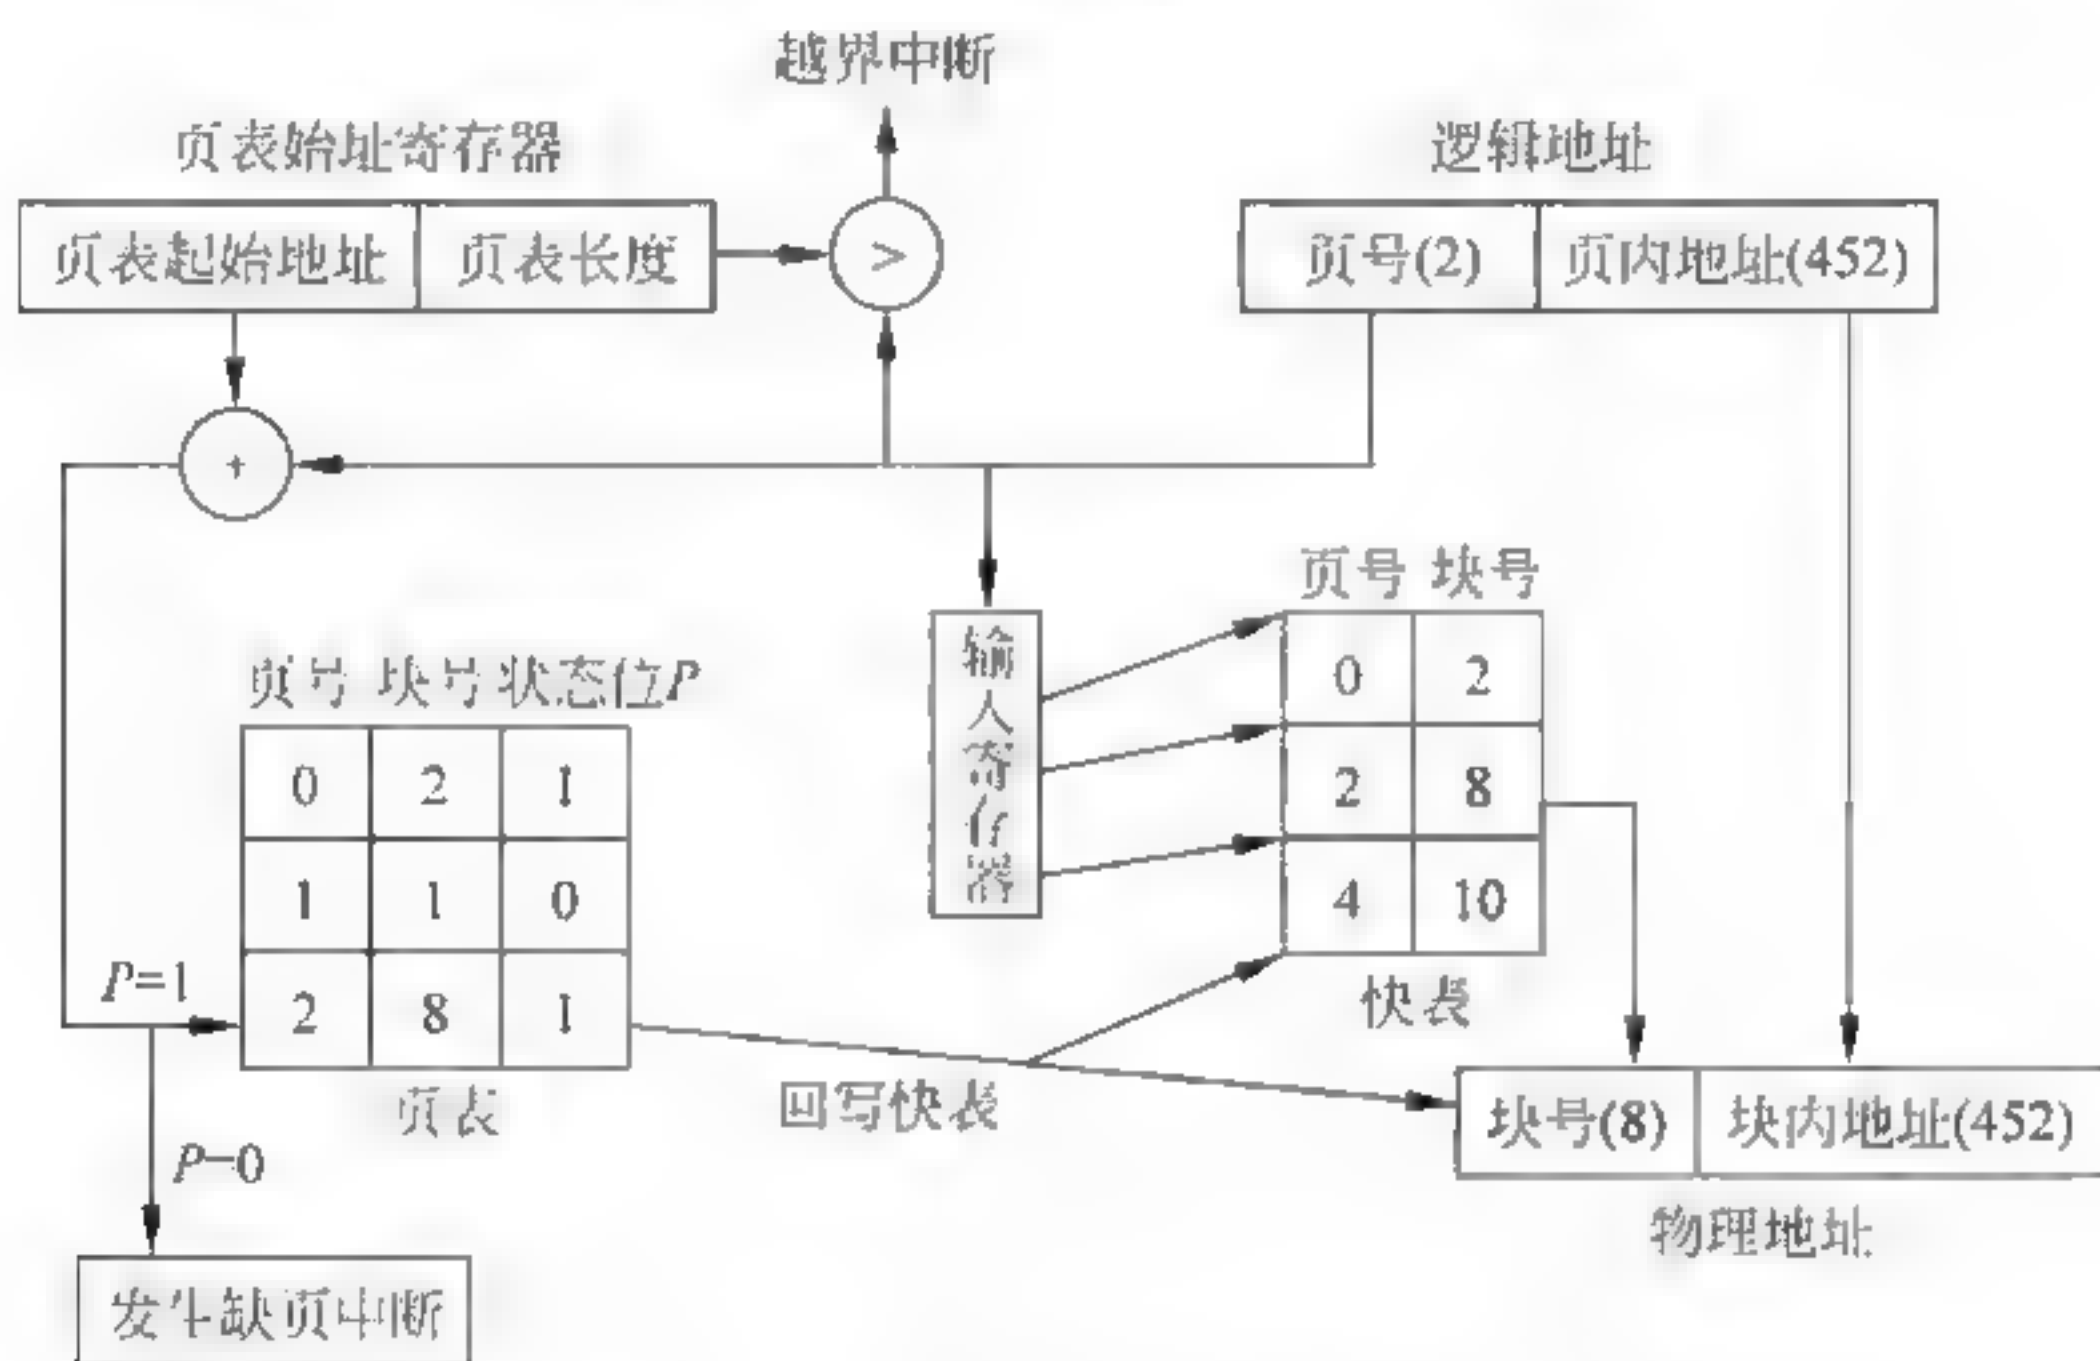 越界中断
页表始址寄存器
逻辑地址
页表起始地址 页表长度
>
页号(2) 页内地址(452)
+
页号 块号
输入寄存器
0 2
2 8
4 10
快表
页号 块号 状态位P
0 2 1
1 1 0
2 8 1
页表
P=1
P=0
回写快表
块号(8) 块内地址(452)
物理地址
发生缺页中断